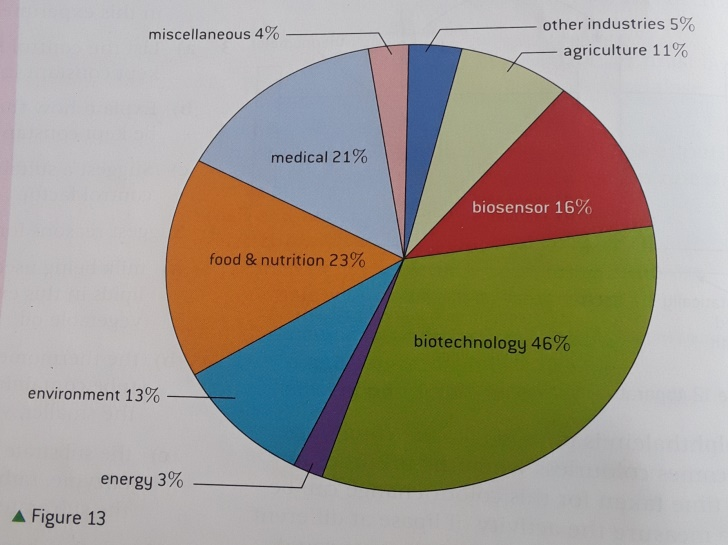 miscellaneous 4%
other industries 5%
agriculture 11%
medical 21%
biosensor 16%
food & nutrition 23%
biotechnology 46%
environment 13%
energy 3%
▲ Figure 13